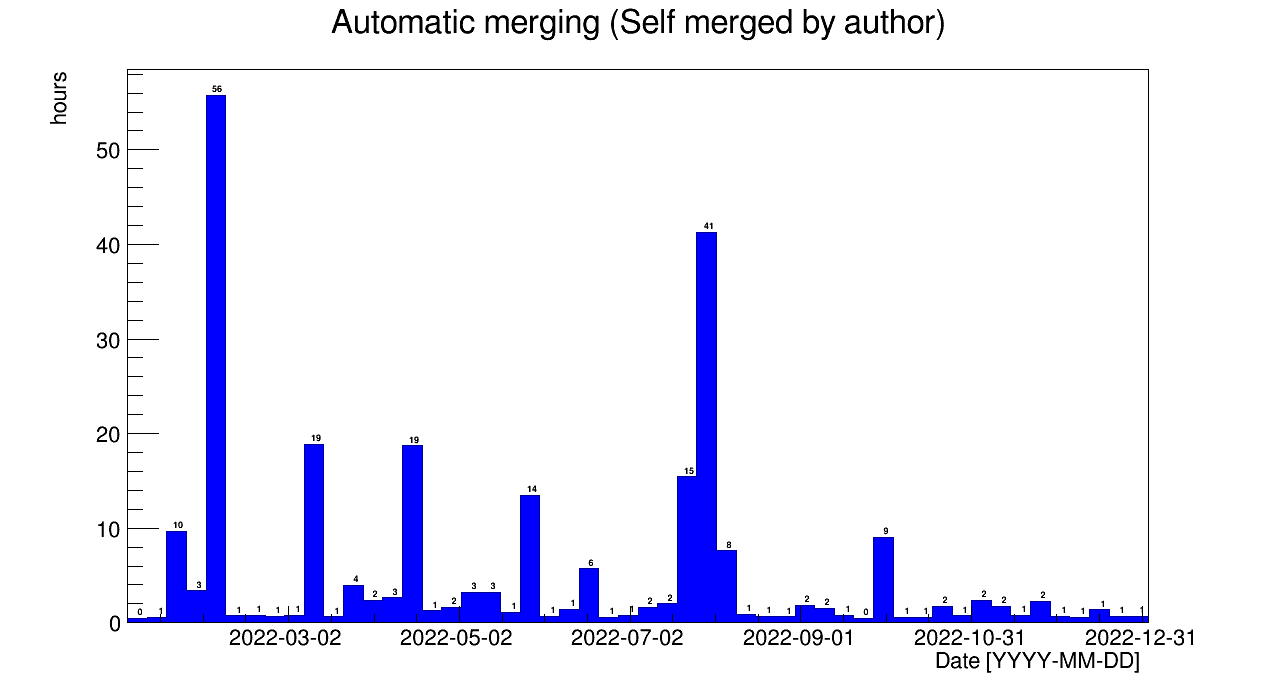 Automatic merging (Self merged by author)
hours
50
40
30
20
10
0
0 1 10 3 56 1 1 1 1 19 1 4 2 3 19 1 2 3 3 1 14 1 1 6 1 1 2 2 15 41 8 1 1 1 2 2 1 0 9 1 1 2 1 2 2 1 2 1 1 1 1 1
2022-03-02 2022-05-02 2022-07-02 2022-09-01 2022-10-31 2022-12-31
Date [YYYY-MM-DD]